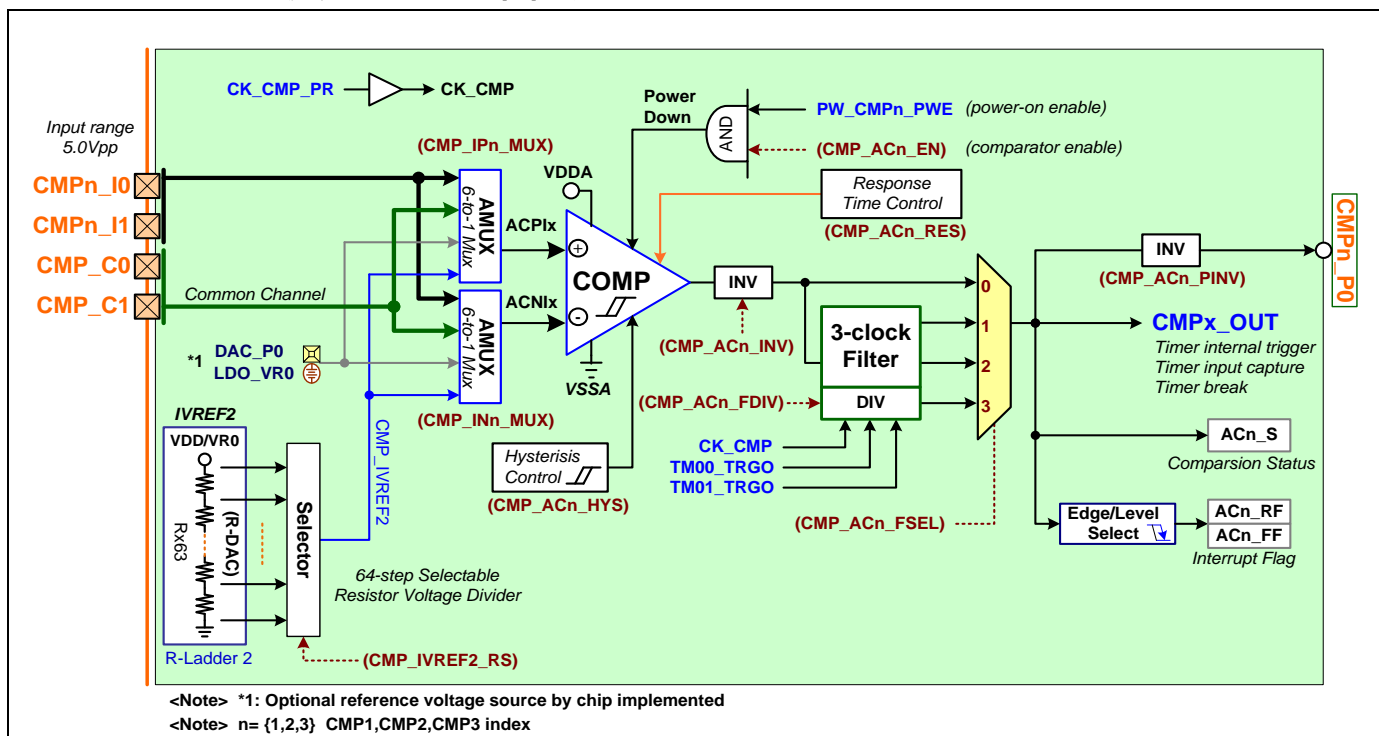 CK_CMP_PR
CK_CMP
Power
Down
AND
PW_CMPn_PWE (power-on enable)
(CMP_ACn_EN) (comparator enable)
Input range
5.0Vpp
CMPn_I0
CMPn_I1
CMP_C0
CMP_C1
Common Channel
(CMP_IPn_MUX)
AMUX
6-to-1 Mux
ACPIx
VDDA
COMP
+
-
VSSA
Response
Time Control
(CMP_ACn_RES)
AMUX
6-to-1 Mux
ACNIx
(CMP_INn_MUX)
*1 DAC_P0
LDO_VR0
INV
(CMP_ACn_INV)
3-clock
Filter
DIV
(CMP_ACn_FDIV)
CK_CMP
TM00_TRGO
TM01_TRGO
0
1
2
3
(CMP_ACn_FSEL)
INV
(CMP_ACn_PINV)
CMPn_P0
CMPx_OUT
Timer internal trigger
Timer input capture
Timer break
ACn_S
Comparsion Status
Edge/Level
Select
ACn_RF
ACn_FF
Interrupt Flag
Hysterisis
Control
(CMP_ACn_HYS)
IVREF2
VDD/VR0
Rx63
(R-DAC)
R-Ladder 2
Selector
CMP_IVREF2
64-step Selectable
Resistor Voltage Divider
(CMP_IVREF2_RS)
<Note> *1: Optional reference voltage source by chip implemented
<Note> n= {1,2,3} CMP1,CMP2,CMP3 index